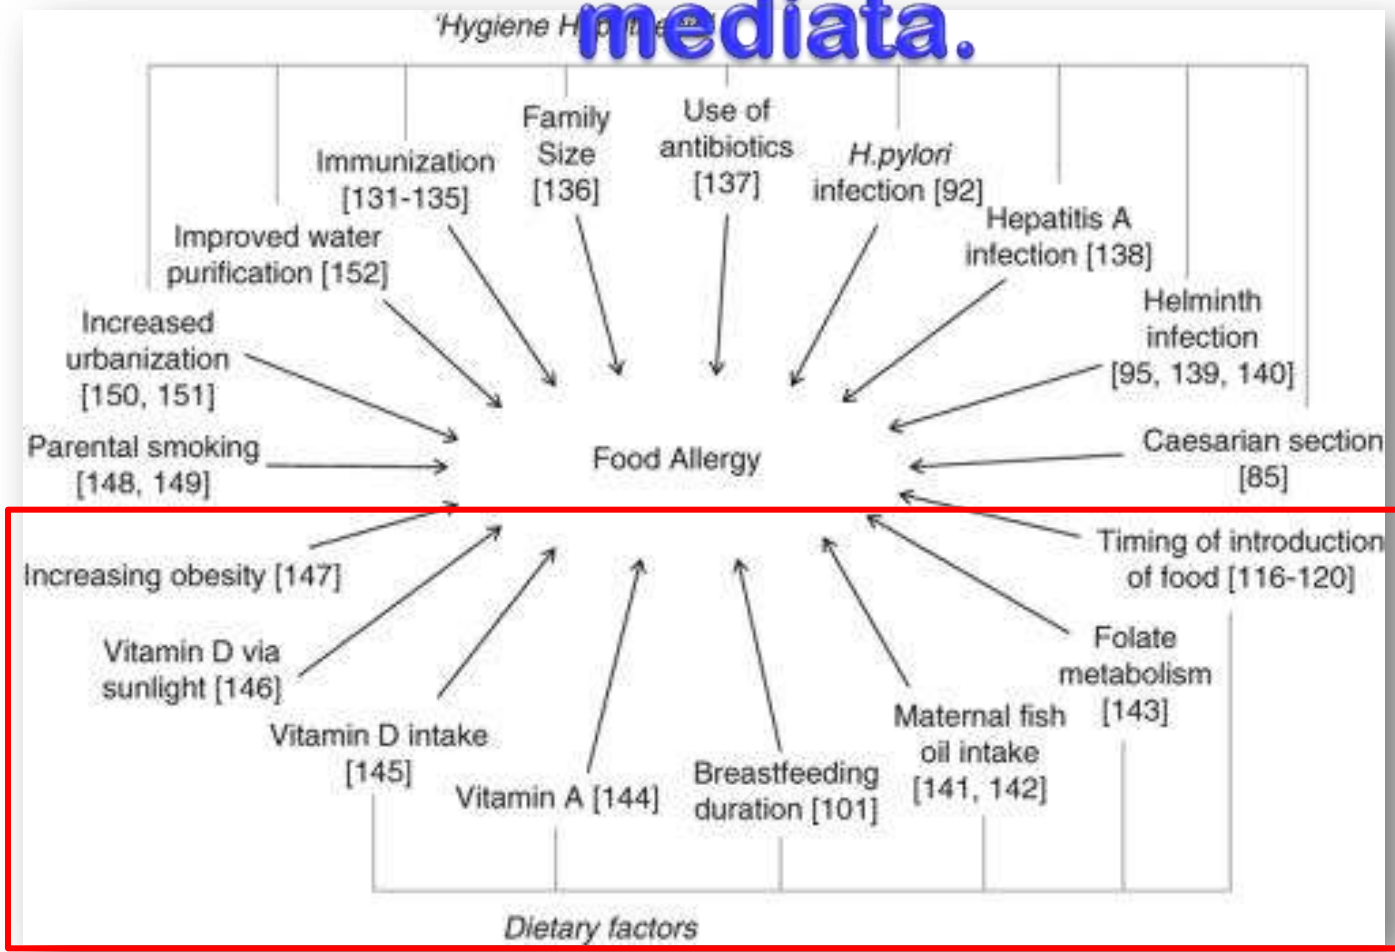 mediata.
'Hygiene
Family
Size
[136]
Use of
antibiotics
[137]
Immunization
[131-135]
H.pylori
infection [92]
Improved water
purification [152]
Hepatitis A
infection [138]
Increased
urbanization
[150, 151]
Helminth
infection
[95, 139, 140]
Parental smoking
[148, 149]
Food Allergy
Caesarian section
[85]
Increasing obesity [147]
Timing of introduction
of food [116-120]
Vitamin D via
sunlight [146]
Folate
metabolism
[143]
Vitamin D intake
[145]
Maternal fish
oil intake
[141, 142]
Vitamin A [144]
Breastfeeding
duration [101]
Dietary factors